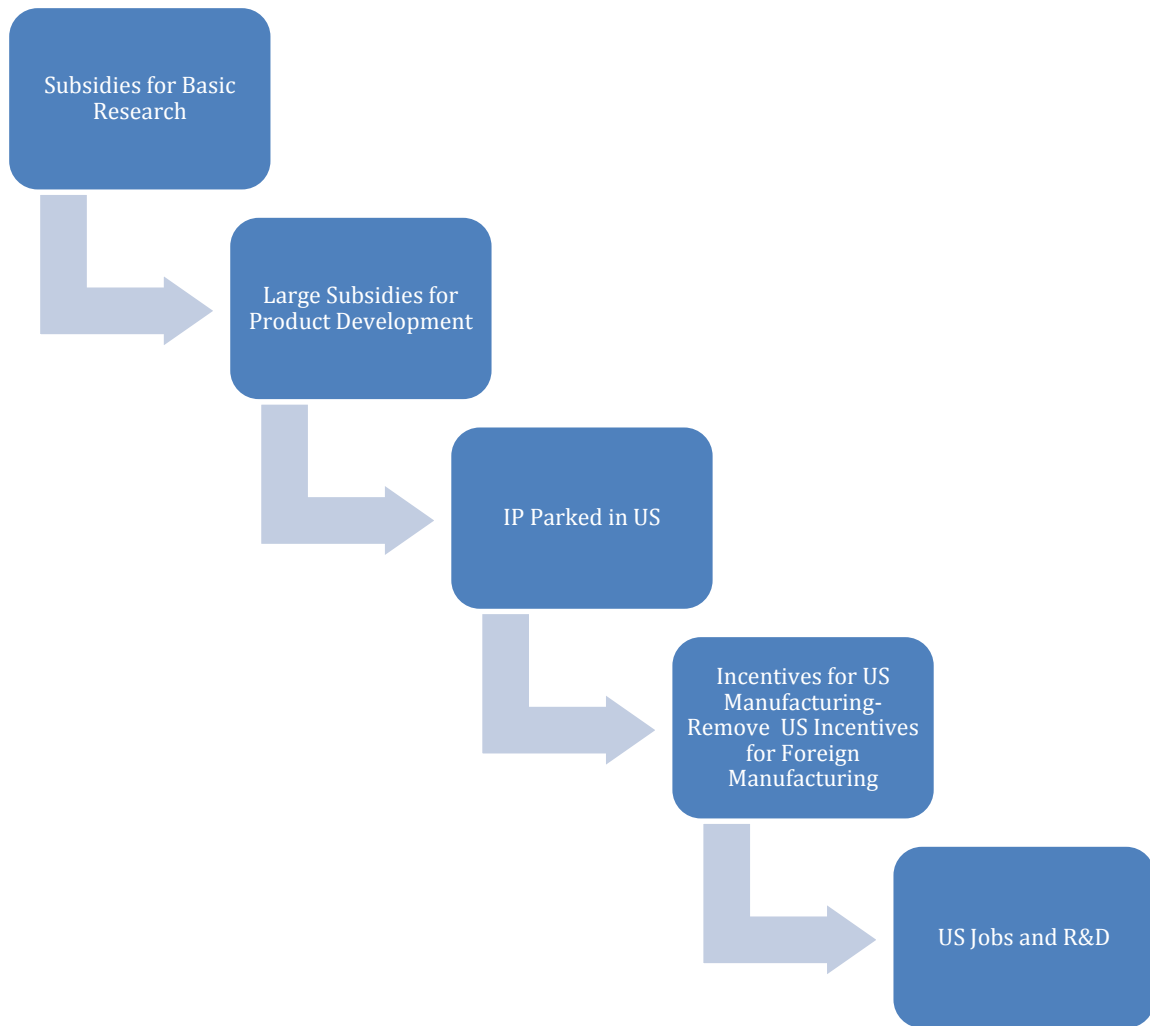 Subsidies for Basic
Research
Large Subsidies for
Product Development
IP Parked in US
Incentives for US
Manufacturing-
Remove  US Incentives
for Foreign
Manufacturing
US Jobs and R&D